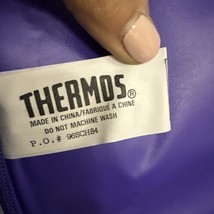 THERMOS®
MADE IN CHINA/FABRIQUÉ A CHINE
DO NOT MACHINE WASH
P.O.# 96SCH84